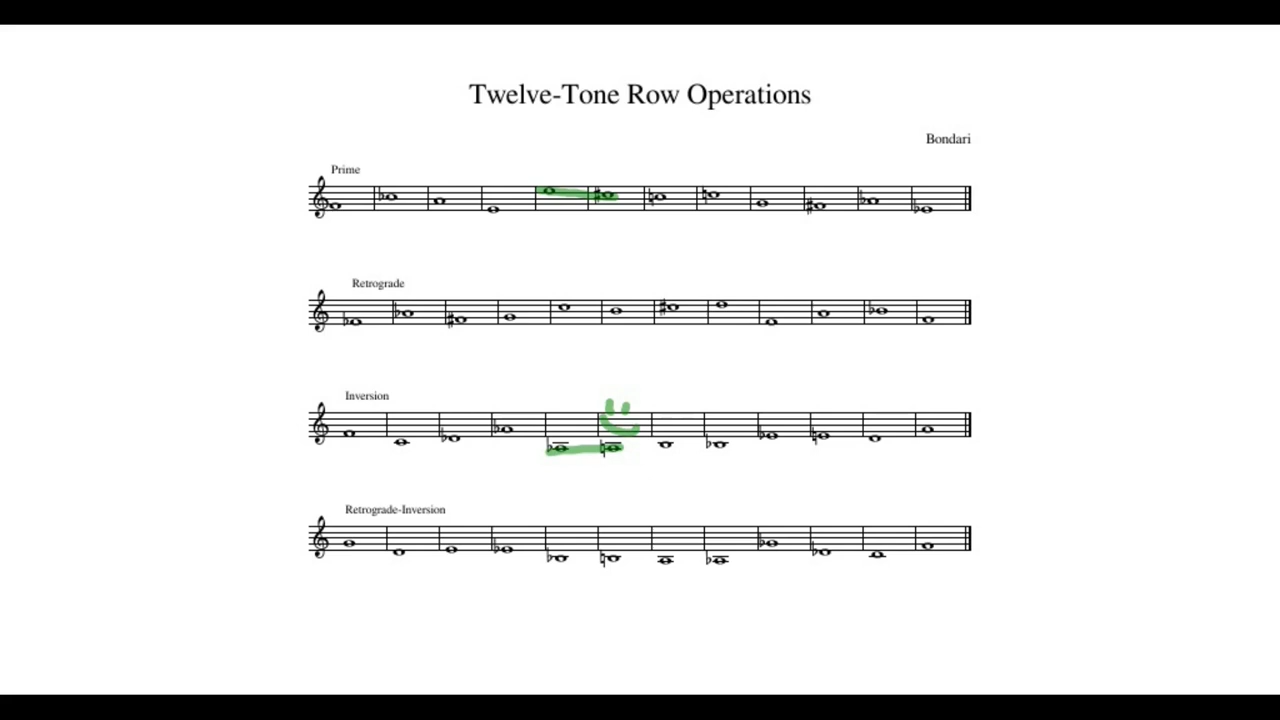 Twelve-Tone Row Operations
Bondari
Prime
Retrograde
Inversion
Retrograde-Inversion